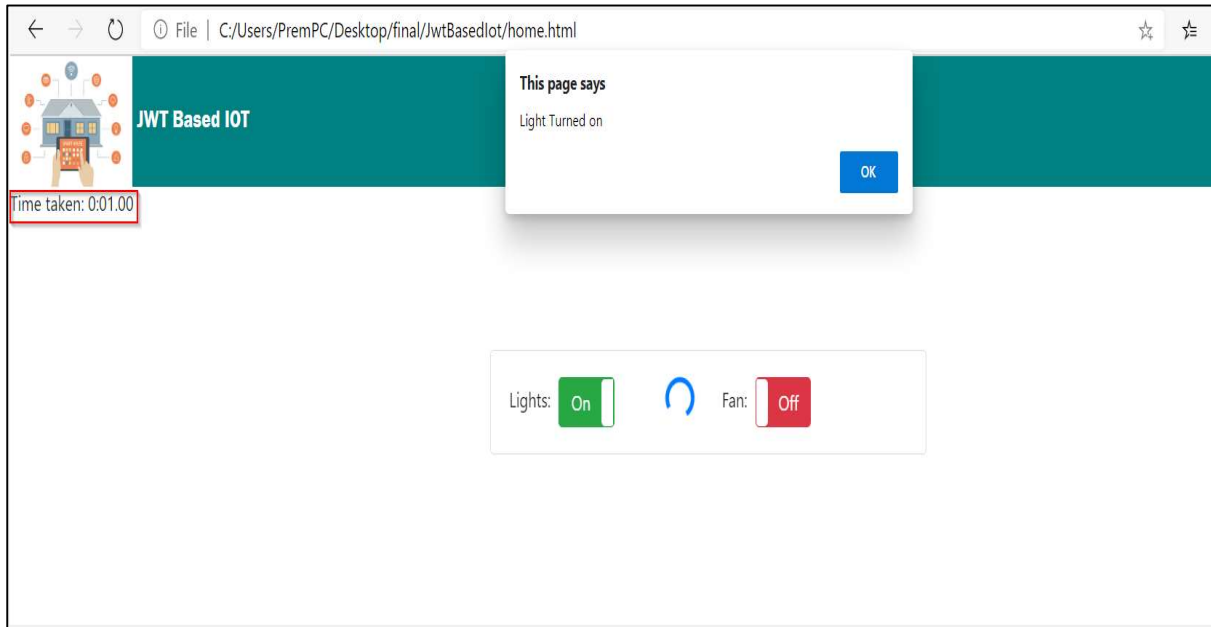 File | C:/Users/PremPC/Desktop/final/JwtBasedIot/home.html
This page says
Light Turned on
OK
JWT Based IOT
Time taken: 0:01.00
Lights: On Fan: Off